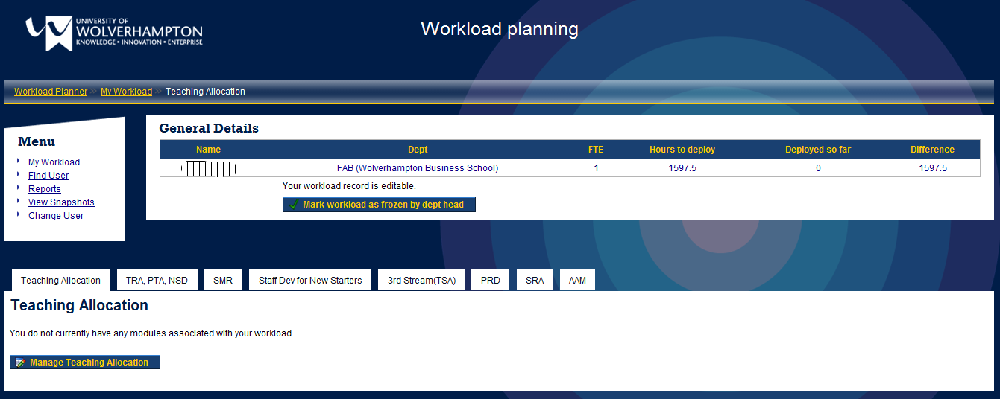 UNIVERSITY OF
WOLVERHAMPTON
KNOWLEDGE • INNOVATION • ENTERPRISE
Workload planning
Workload Planner » My Workload » Teaching Allocation
Menu
My Workload
Find User
Reports
View Snapshots
Change User
General Details
Name Dept FTE Hours to deploy Deployed so far Difference
FAB (Wolverhampton Business School) 1 1597.5 0 1597.5
Your workload record is editable.
Mark workload as frozen by dept head
Teaching Allocation TRA, PTA, NSD SMR Staff Dev for New Starters 3rd Stream(TSA) PRD SRA AAM
Teaching Allocation
You do not currently have any modules associated with your workload.
Manage Teaching Allocation